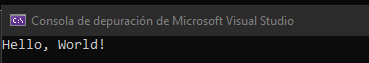 C:\ Consola de depuración de Microsoft Visual Studio
Hello, World!